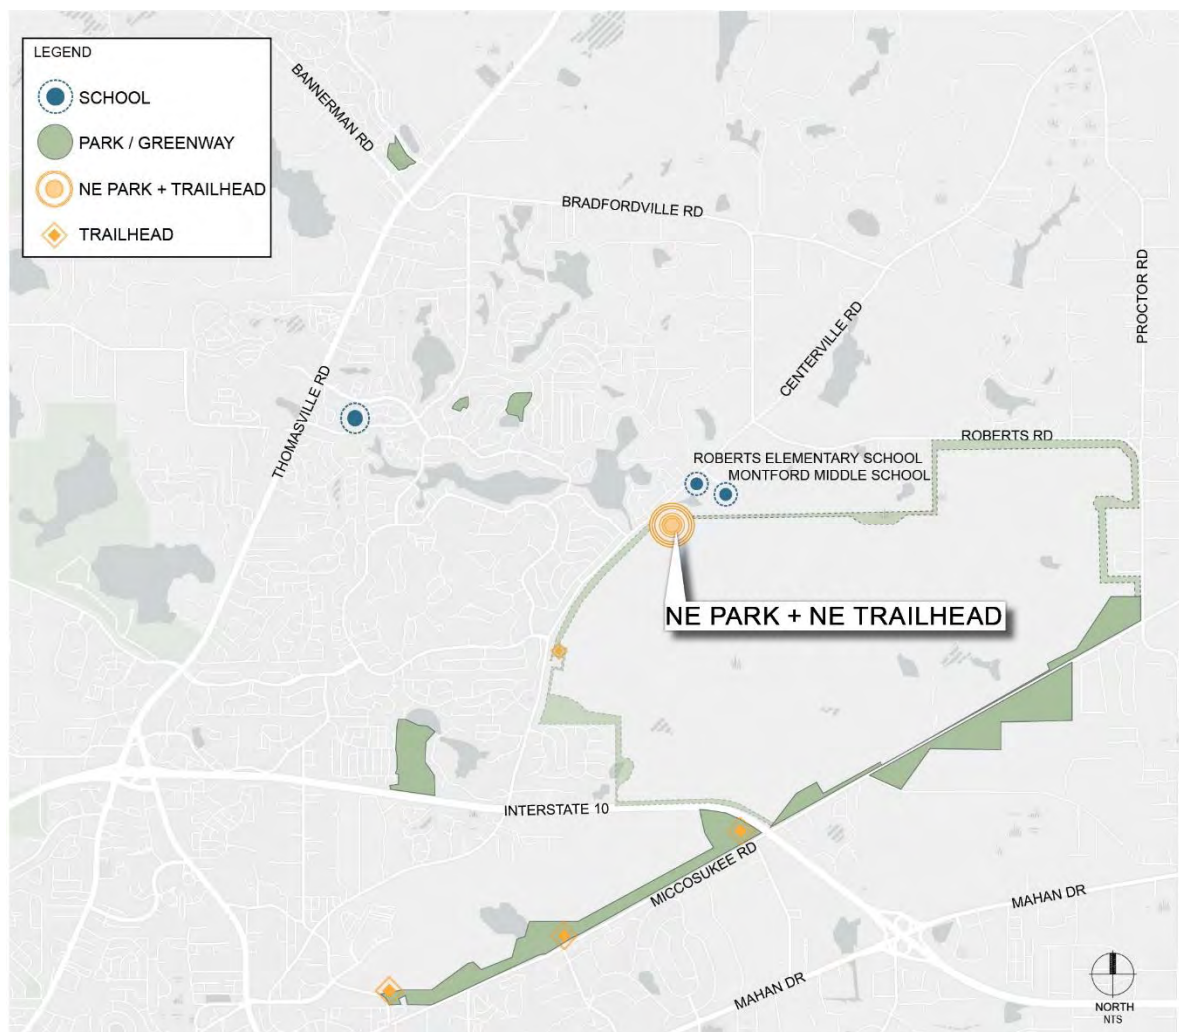 LEGEND
SCHOOL
PARK / GREENWAY
NE PARK + TRAILHEAD
TRAILHEAD
BANNERMAN RD
BRADFORDVILLE RD
PROCTOR RD
CENTERVILLE RD
THOMASVILLE RD
ROBERTS RD
ROBERTS ELEMENTARY SCHOOL
MONTFORD MIDDLE SCHOOL
NE PARK + NE TRAILHEAD
INTERSTATE 10
MICCOSUKEE RD
MAHAN DR
MAHAN DR
NORTH
NTS